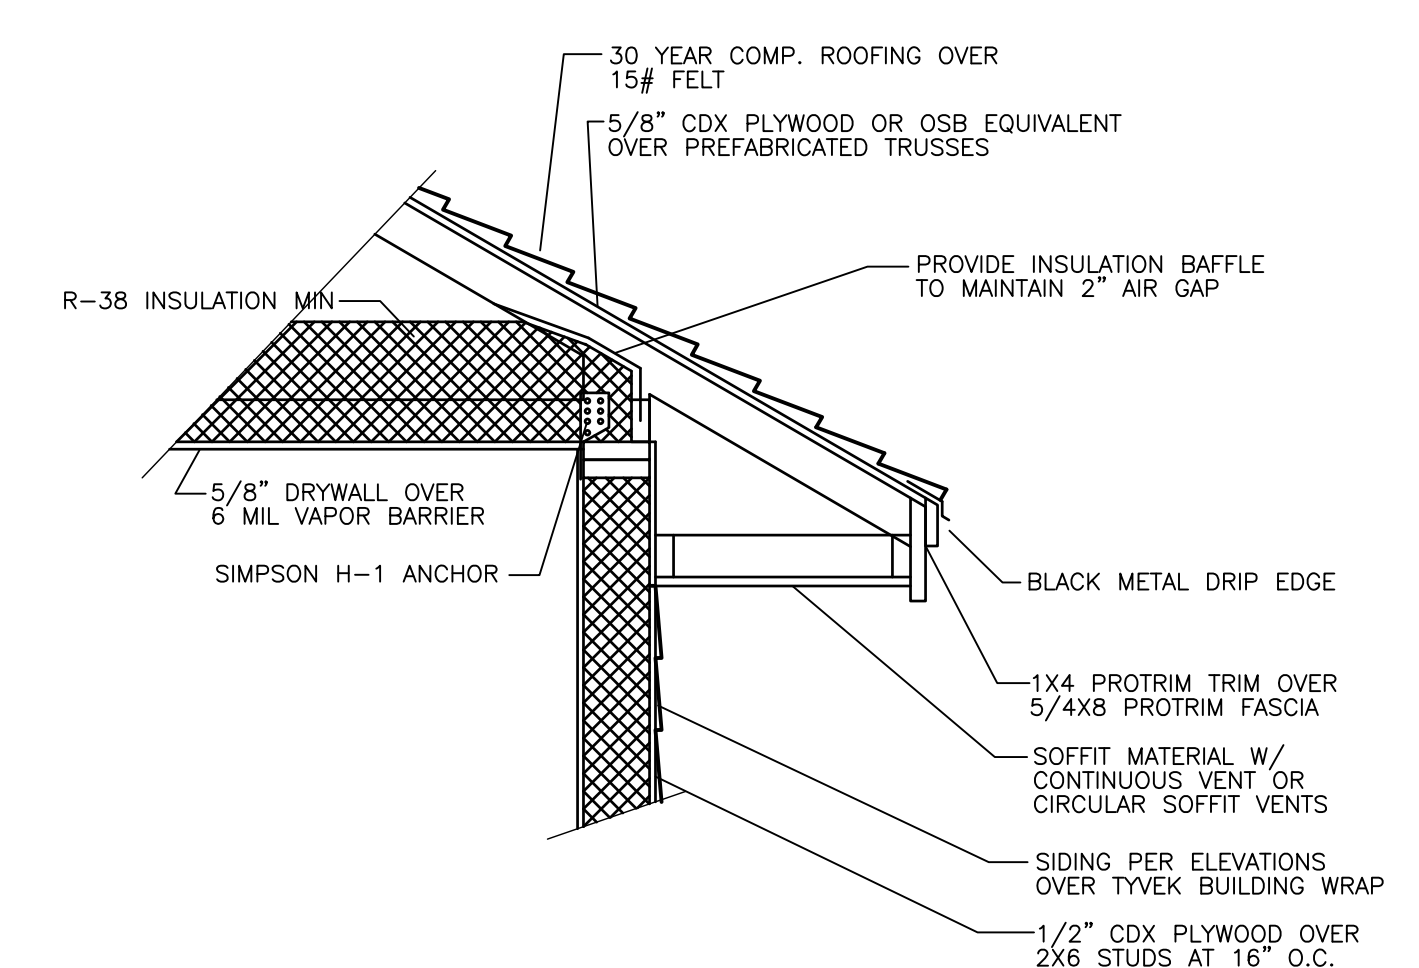 30 YEAR COMP. ROOFING OVER
15# FELT
5/8" CDX PLYWOOD OR OSB EQUIVALENT
OVER PREFABRICATED TRUSSES
PROVIDE INSULATION BAFFLE
TO MAINTAIN 2" AIR GAP
R-38 INSULATION MIN
5/8" DRYWALL OVER
6 MIL VAPOR BARRIER
SIMPSON H-1 ANCHOR
BLACK METAL DRIP EDGE
1X4 PROTRIM TRIM OVER
5/4X8 PROTRIM FASCIA
SOFFIT MATERIAL W/
CONTINUOUS VENT OR
CIRCULAR SOFFIT VENTS
SIDING PER ELEVATIONS
OVER TYVEK BUILDING WRAP
1/2" CDX PLYWOOD OVER
2X6 STUDS AT 16" O.C.